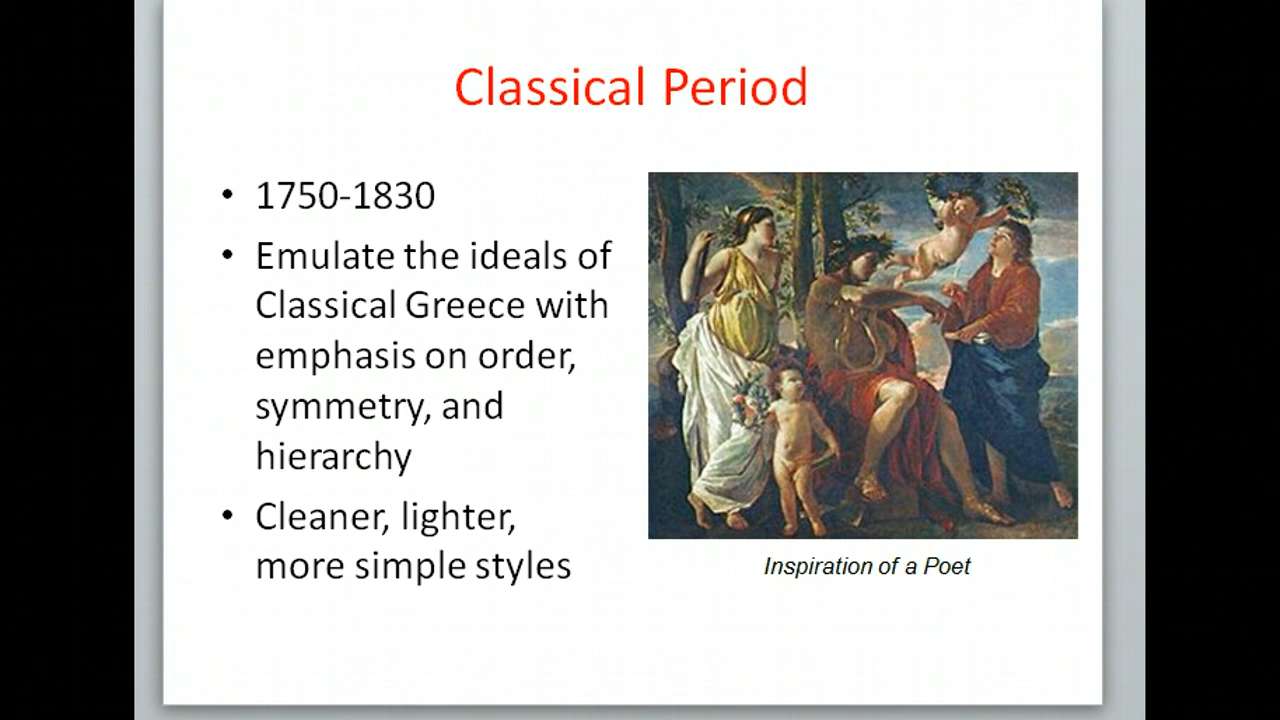 Classical Period
• 1750-1830
• Emulate the ideals of
Classical Greece with
emphasis on order,
symmetry, and
hierarchy
• Cleaner, lighter,
more simple styles
Inspiration of a Poet